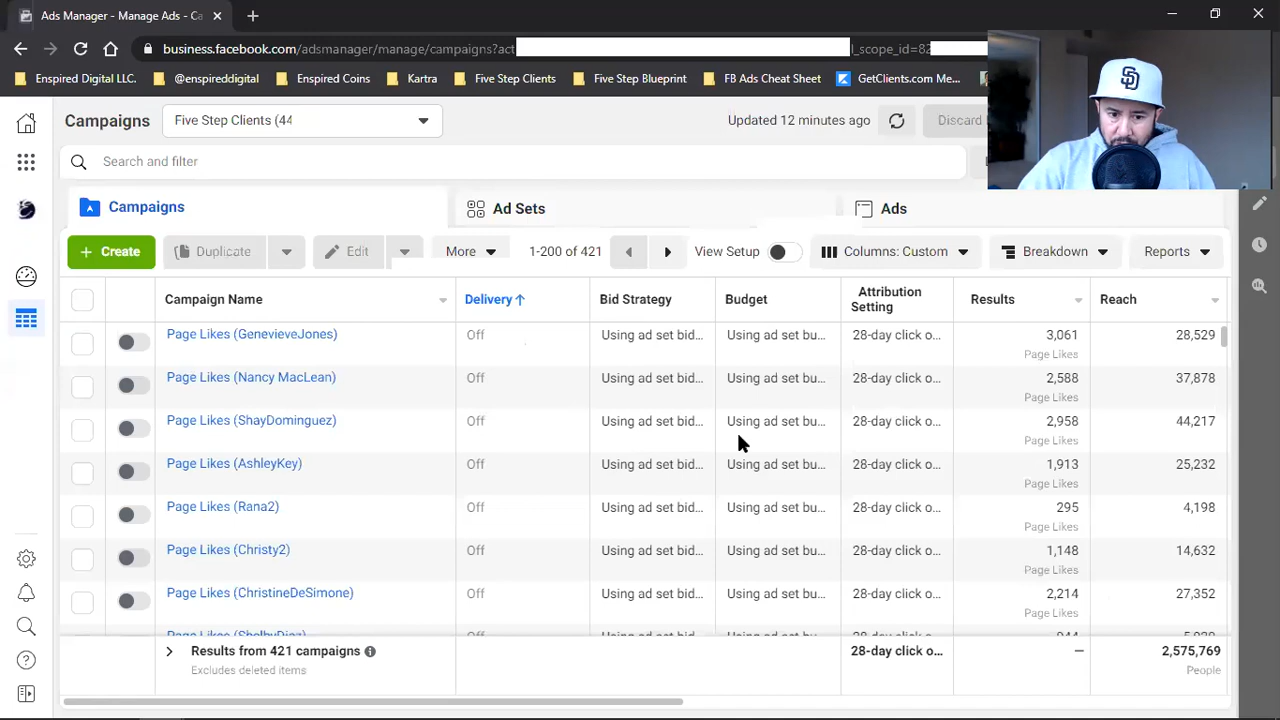 Ads Manager - Manage Ads - Ca
business.facebook.com/adsmanager/manage/campaigns?act l_scope_id=82
Enspired Digital LLC. @enspireddigital Enspired Coins Kartra Five Step Clients Five Step Blueprint FB Ads Cheat Sheet GetClients.com Me...
Campaigns Five Step Clients (44 Updated 12 minutes ago Discard
Search and filter
Campaigns Ad Sets Ads
+ Create Duplicate Edit More 1-200 of 421 View Setup Columns: Custom Breakdown Reports
Campaign Name Delivery ↑ Bid Strategy Budget Attribution Setting Results Reach
Page Likes (GenevieveJones) Off Using ad set bid... Using ad set bu... 28-day click o... 3,061 28,529
Page Likes
Page Likes (Nancy MacLean) Off Using ad set bid... Using ad set bu... 28-day click o... 2,588 37,878
Page Likes
Page Likes (ShayDominguez) Off Using ad set bid... Using ad set bu... 28-day click o... 2,958 44,217
Page Likes
Page Likes (AshleyKey) Off Using ad set bid... Using ad set bu... 28-day click o... 1,913 25,232
Page Likes
Page Likes (Rana2) Off Using ad set bid... Using ad set bu... 28-day click o... 295 4,198
Page Likes
Page Likes (Christy2) Off Using ad set bid... Using ad set bu... 28-day click o... 1,148 14,632
Page Likes
Page Likes (ChristineDeSimone) Off Using ad set bid... Using ad set bu... 28-day click o... 2,214 27,352
Page Likes
Results from 421 campaigns 28-day click o... — 2,575,769
Excludes deleted items People